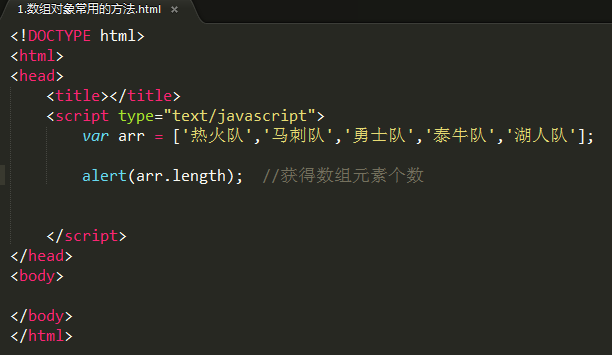 1.数组对象常用的方法.html ×
<!DOCTYPE html>
<html>
<head>
    <title></title>
    <script type="text/javascript">
        var arr = ['热火队','马刺队','勇士队','泰牛队','湖人队'];
        alert(arr.length);  //获得数组元素个数
    </script>
</head>
<body>
</body>
</html>